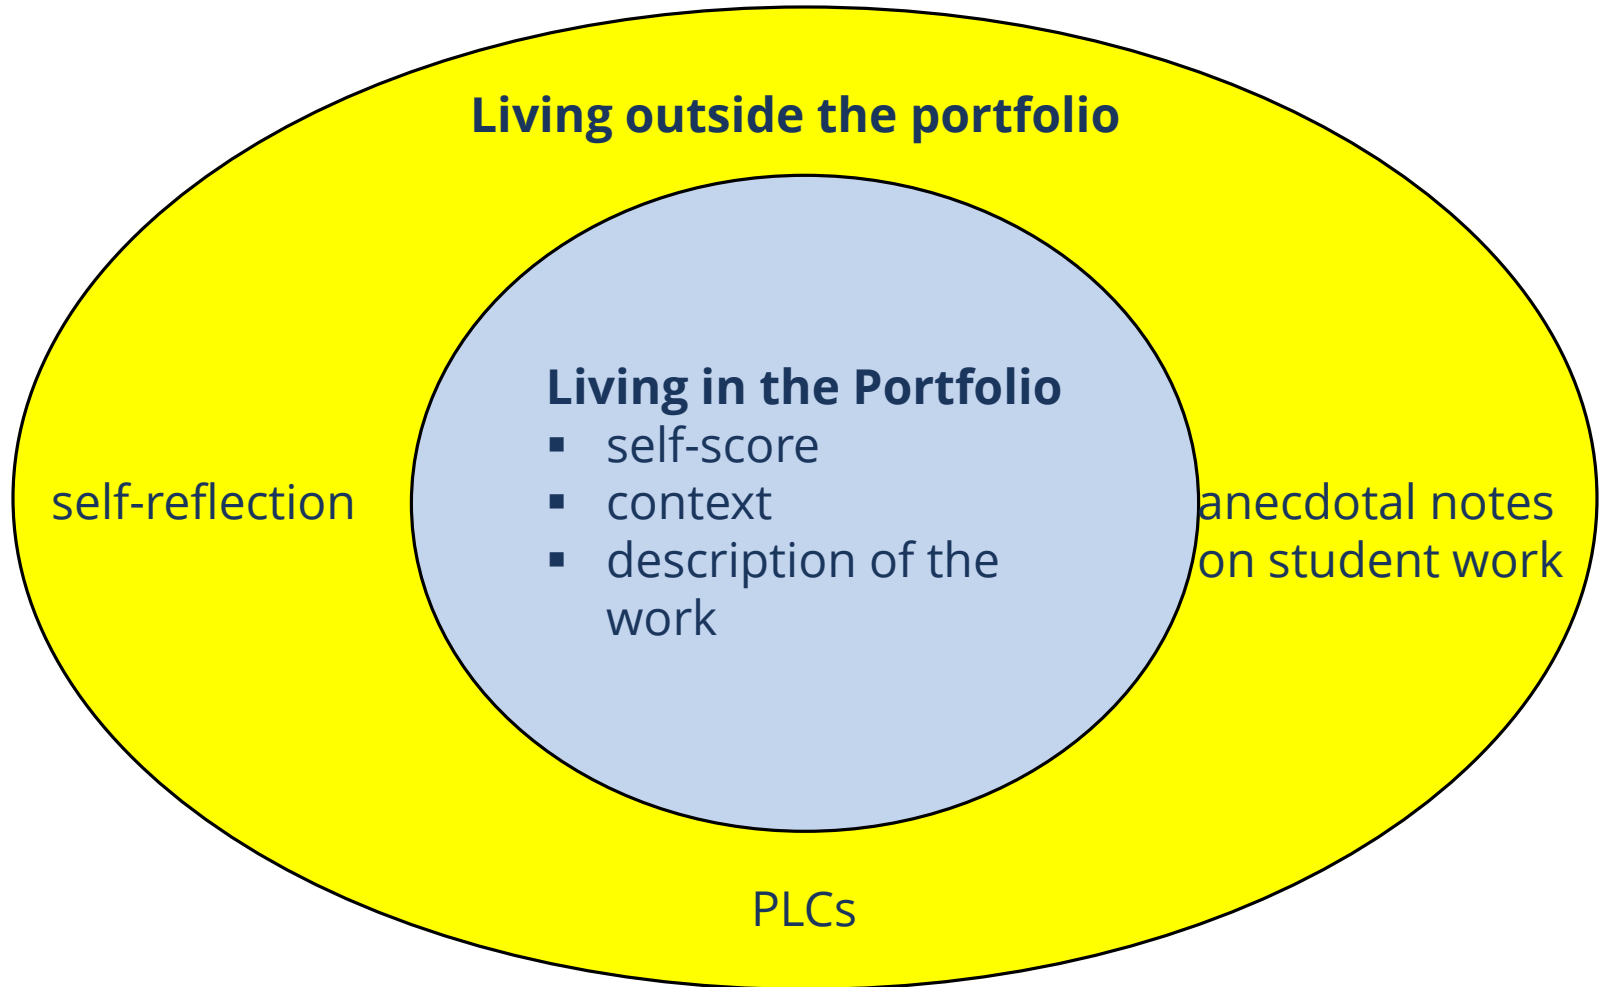 Living outside the portfolio
Living in the Portfolio
▪ self-score
▪ context
▪ description of the
work
self-reflection
anecdotal notes
on student work
PLCs